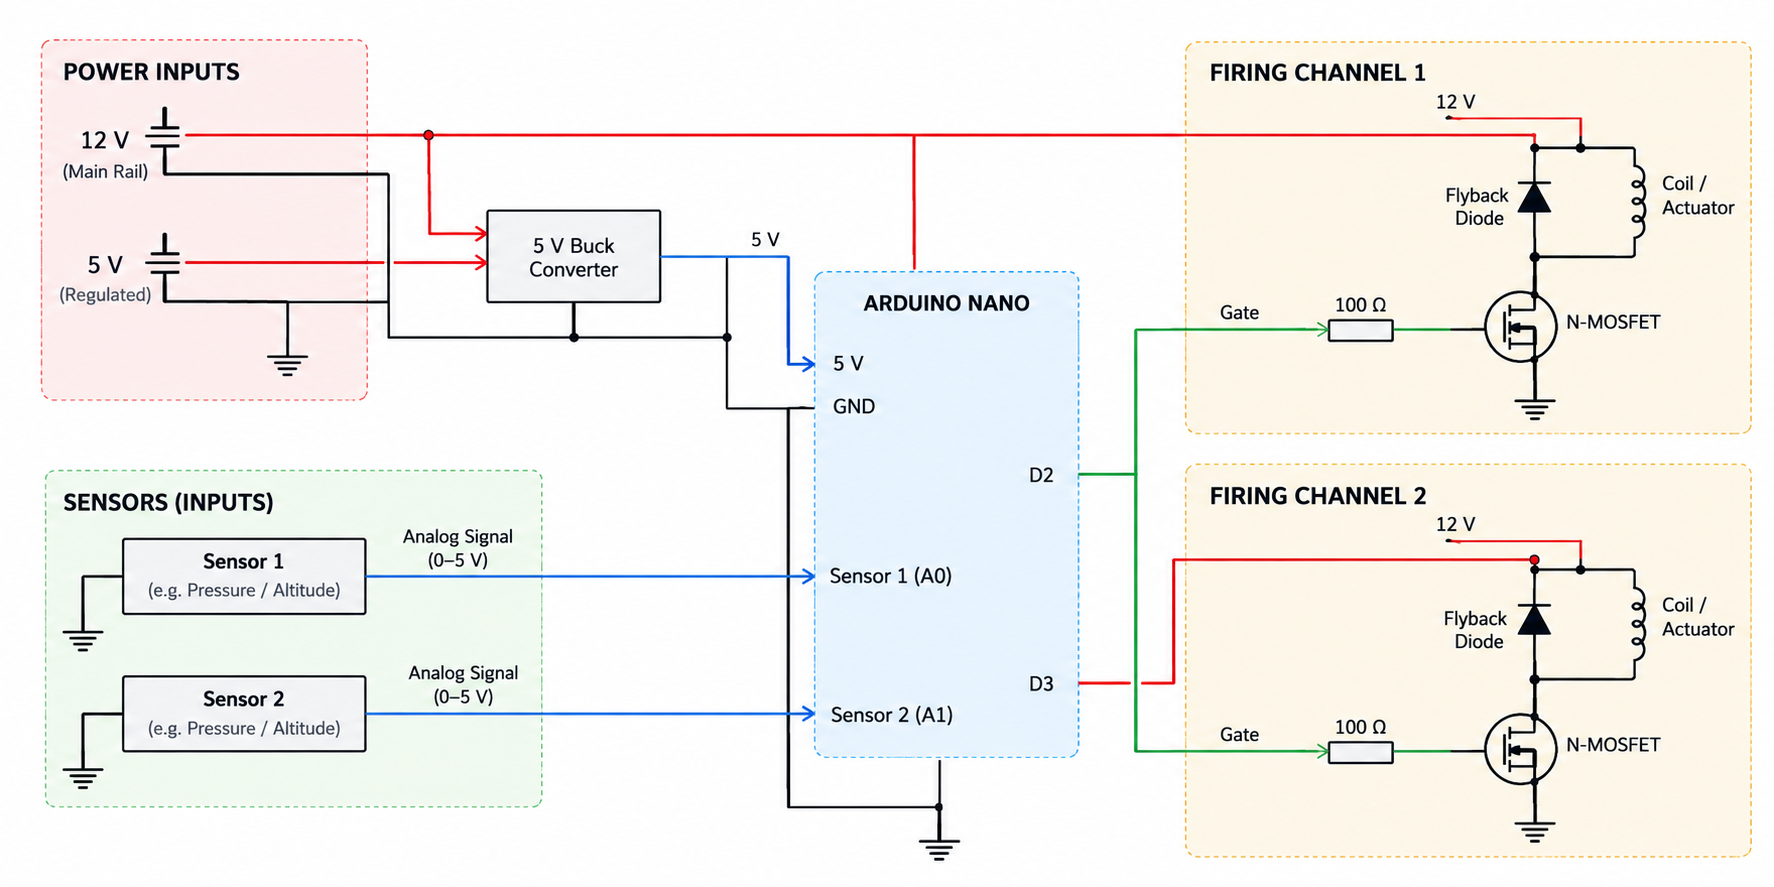 POWER INPUTS
12 V
(Main Rail)
5 V
(Regulated)
5 V Buck
Converter
5 V
ARDUINO NANO
5 V
GND
D2
Sensor 1 (A0)
D3
Sensor 2 (A1)
SENSORS (INPUTS)
Sensor 1
(e.g. Pressure / Altitude)
Analog Signal
(0–5 V)
Sensor 2
(e.g. Pressure / Altitude)
Analog Signal
(0–5 V)
FIRING CHANNEL 1
12 V
Flyback
Diode
Coil /
Actuator
Gate
100 Ω
N-MOSFET
FIRING CHANNEL 2
12 V
Flyback
Diode
Coil /
Actuator
Gate
100 Ω
N-MOSFET